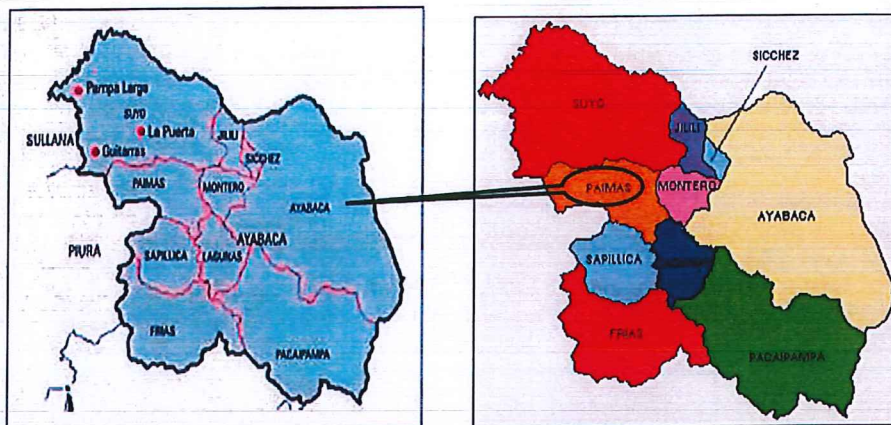 Pampa Larga
SUYO
SULLANA
La Puerta
JILILI
SICCHEZ
Guitarras
PAIMAS
MONTERO
AYABACA
AYABACA
PIURA
SAPILLICA
LAGUNAS
FRIAS
PACAIPAMPA
SICCHEZ
SUYO
JILILI
PAIMAS
MONTERO
AYABACA
SAPILLICA
FRIAS
PACAIPAMPA